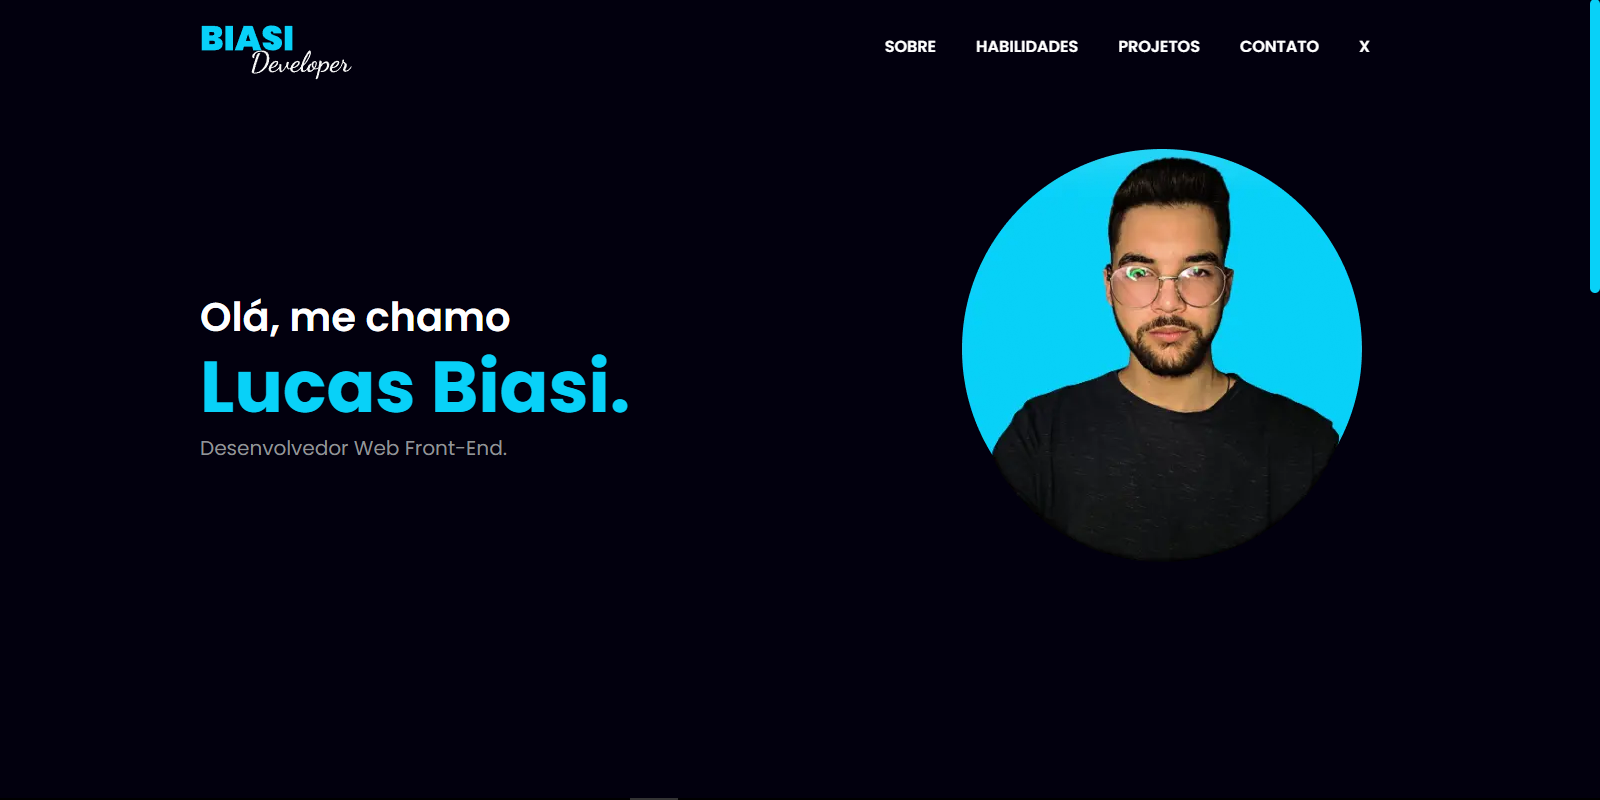 BIASI
Developer
SOBRE HABILIDADES PROJETOS CONTATO X
Olá, me chamo
Lucas Biasi.
Desenvolvedor Web Front-End.